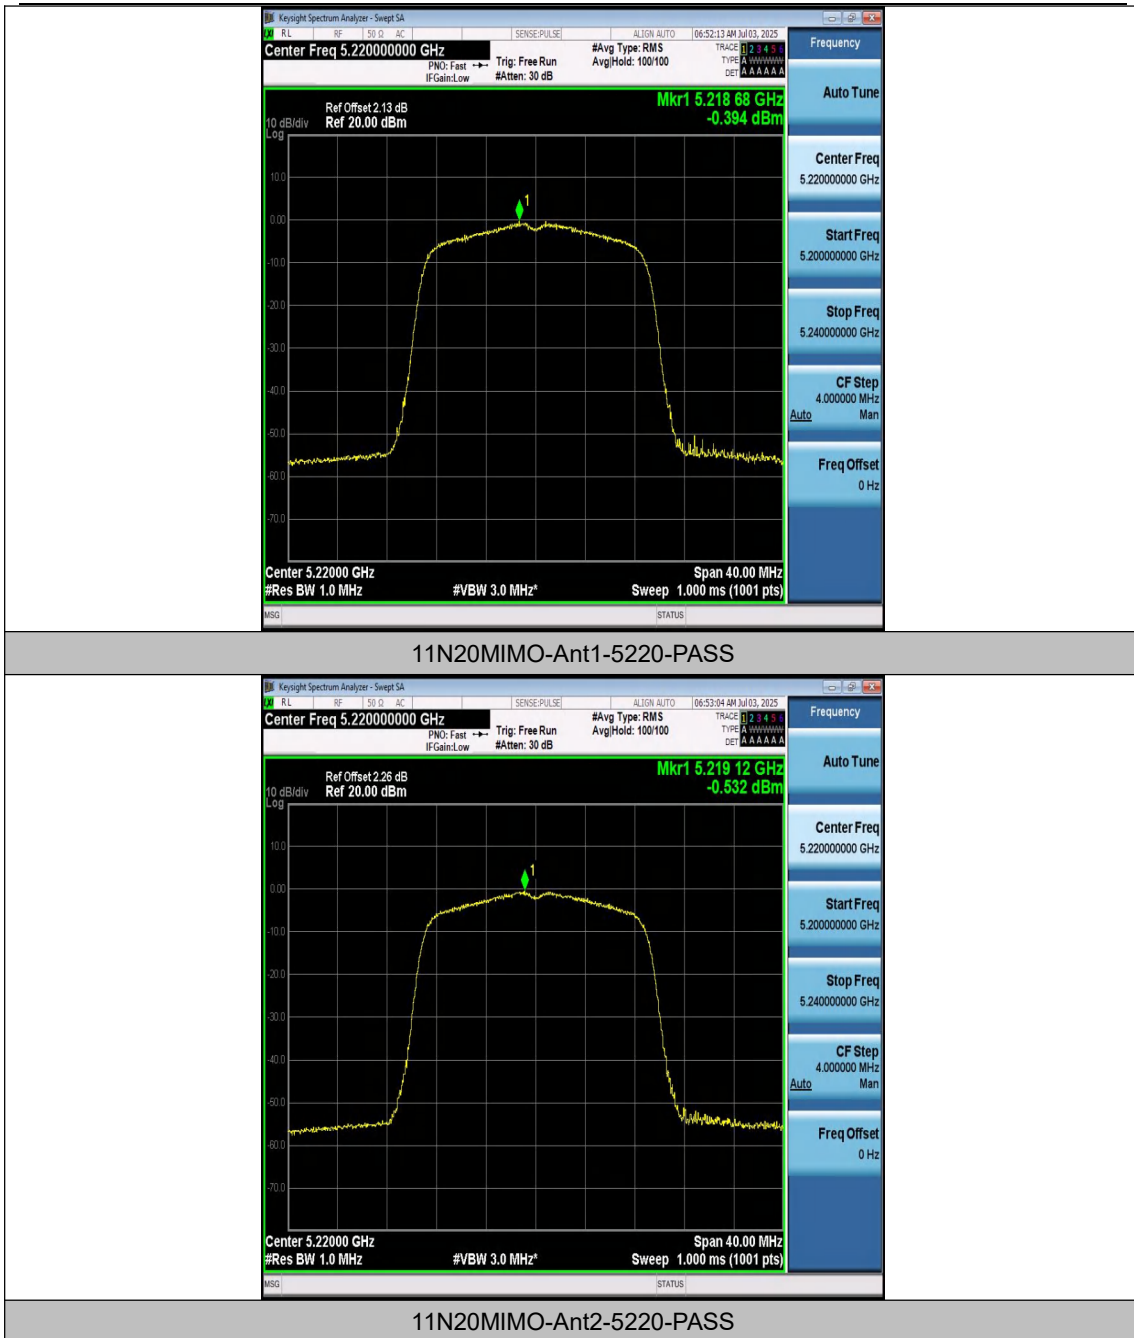 Keysight Spectrum Analyzer - Swept SA
RL RF 50 Ω AC SENSE:PULSE ALIGN AUTO 06:52:13 AM Jul 03, 2025
Center Freq 5.220000000 GHz #Avg Type: RMS TRACE 1 2 3 4 5 6
PNO: Fast Trig: Free Run Avg|Hold: 100/100 TYPE A WWWWW
IFGain:Low #Atten: 30 dB DET A A A A A A
Frequency
Auto Tune
Center Freq
5.220000000 GHz
Start Freq
5.200000000 GHz
Stop Freq
5.240000000 GHz
CF Step
4.000000 MHz
Auto Man
Freq Offset
0 Hz
Mkr1 5.218 68 GHz
-0.394 dBm
Ref Offset 2.13 dB
10 dB/div Ref 20.00 dBm
Log
10.0
0.00
-10.0
-20.0
-30.0
-40.0
-50.0
-60.0
-70.0
1
Center 5.22000 GHz Span 40.00 MHz
#Res BW 1.0 MHz #VBW 3.0 MHz* Sweep 1.000 ms (1001 pts)
MSG STATUS
11N20MIMO-Ant1-5220-PASS
Keysight Spectrum Analyzer - Swept SA
RL RF 50 Ω AC SENSE:PULSE ALIGN AUTO 06:53:04 AM Jul 03, 2025
Center Freq 5.220000000 GHz #Avg Type: RMS TRACE 1 2 3 4 5 6
PNO: Fast Trig: Free Run Avg|Hold: 100/100 TYPE A WWWWW
IFGain:Low #Atten: 30 dB DET A A A A A A
Frequency
Auto Tune
Center Freq
5.220000000 GHz
Start Freq
5.200000000 GHz
Stop Freq
5.240000000 GHz
CF Step
4.000000 MHz
Auto Man
Freq Offset
0 Hz
Mkr1 5.219 12 GHz
-0.532 dBm
Ref Offset 2.26 dB
10 dB/div Ref 20.00 dBm
Log
10.0
0.00
-10.0
-20.0
-30.0
-40.0
-50.0
-60.0
-70.0
1
Center 5.22000 GHz Span 40.00 MHz
#Res BW 1.0 MHz #VBW 3.0 MHz* Sweep 1.000 ms (1001 pts)
MSG STATUS
11N20MIMO-Ant2-5220-PASS